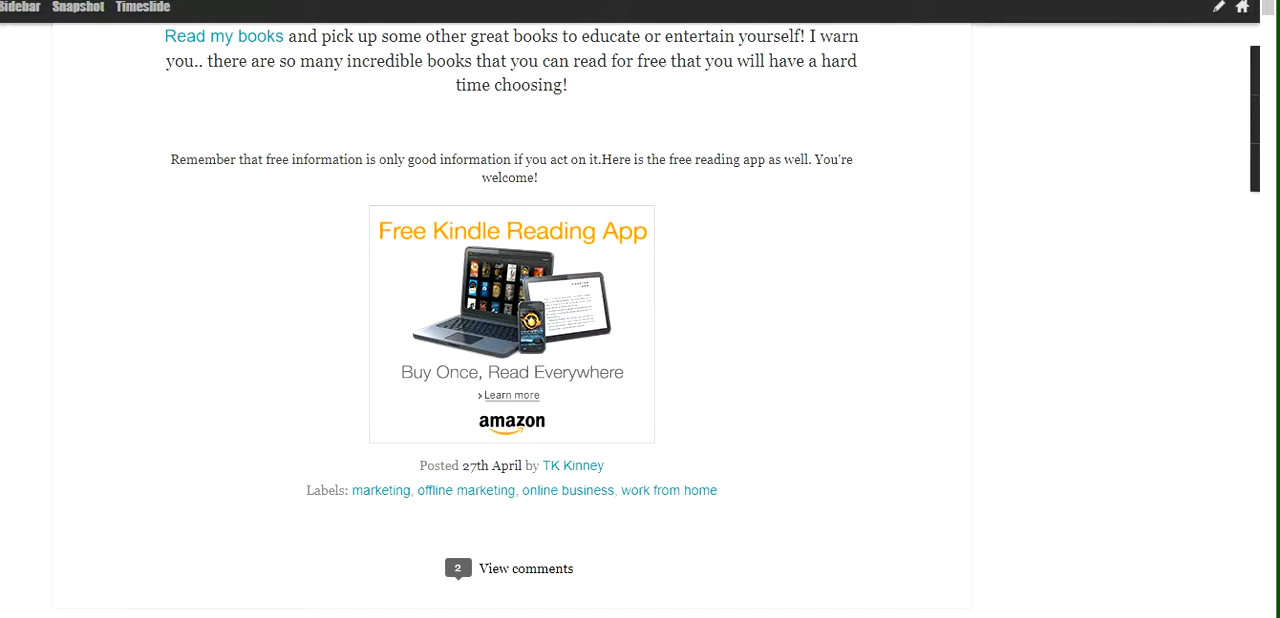 Sidebar Snapshot Timeslide
Read my books and pick up some other great books to educate or entertain yourself! I warn
you.. there are so many incredible books that you can read for free that you will have a hard
time choosing!
Remember that free information is only good information if you act on it.Here is the free reading app as well. You're
welcome!
Free Kindle Reading App
Buy Once, Read Everywhere
› Learn more
amazon
Posted 27th April by TK Kinney
Labels: marketing, offline marketing, online business, work from home
2 View comments